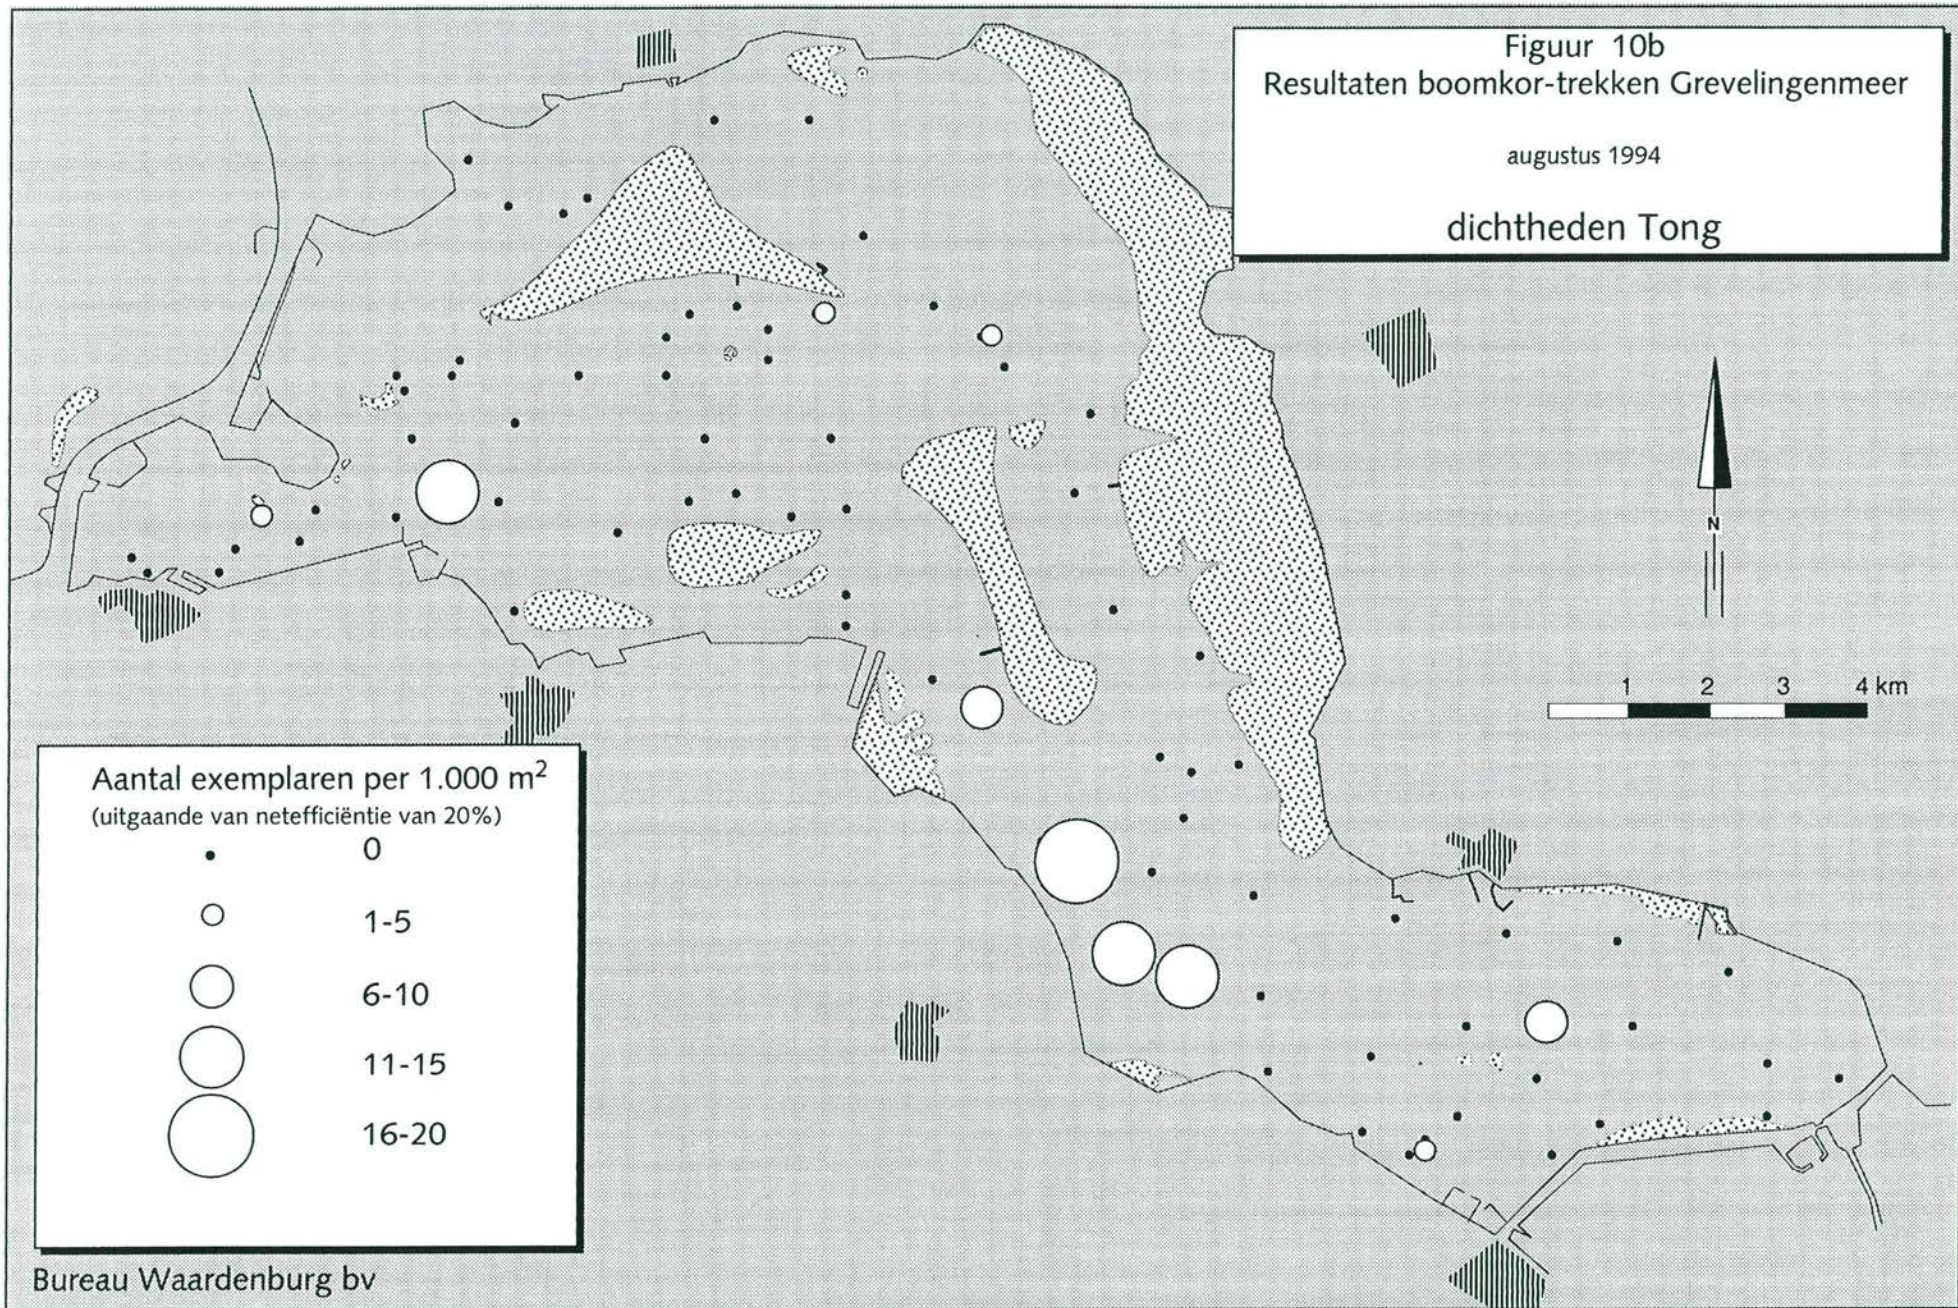 Figuur 10b
Resultaten boomkor-trekken Grevelingenmeer
augustus 1994
dichtheden Tong
N
1 2 3 4 km
Aantal exemplaren per 1.000 m²
(uitgaande van netefficiëntie van 20%)
0
1-5
6-10
11-15
16-20
Bureau Waardenburg bv